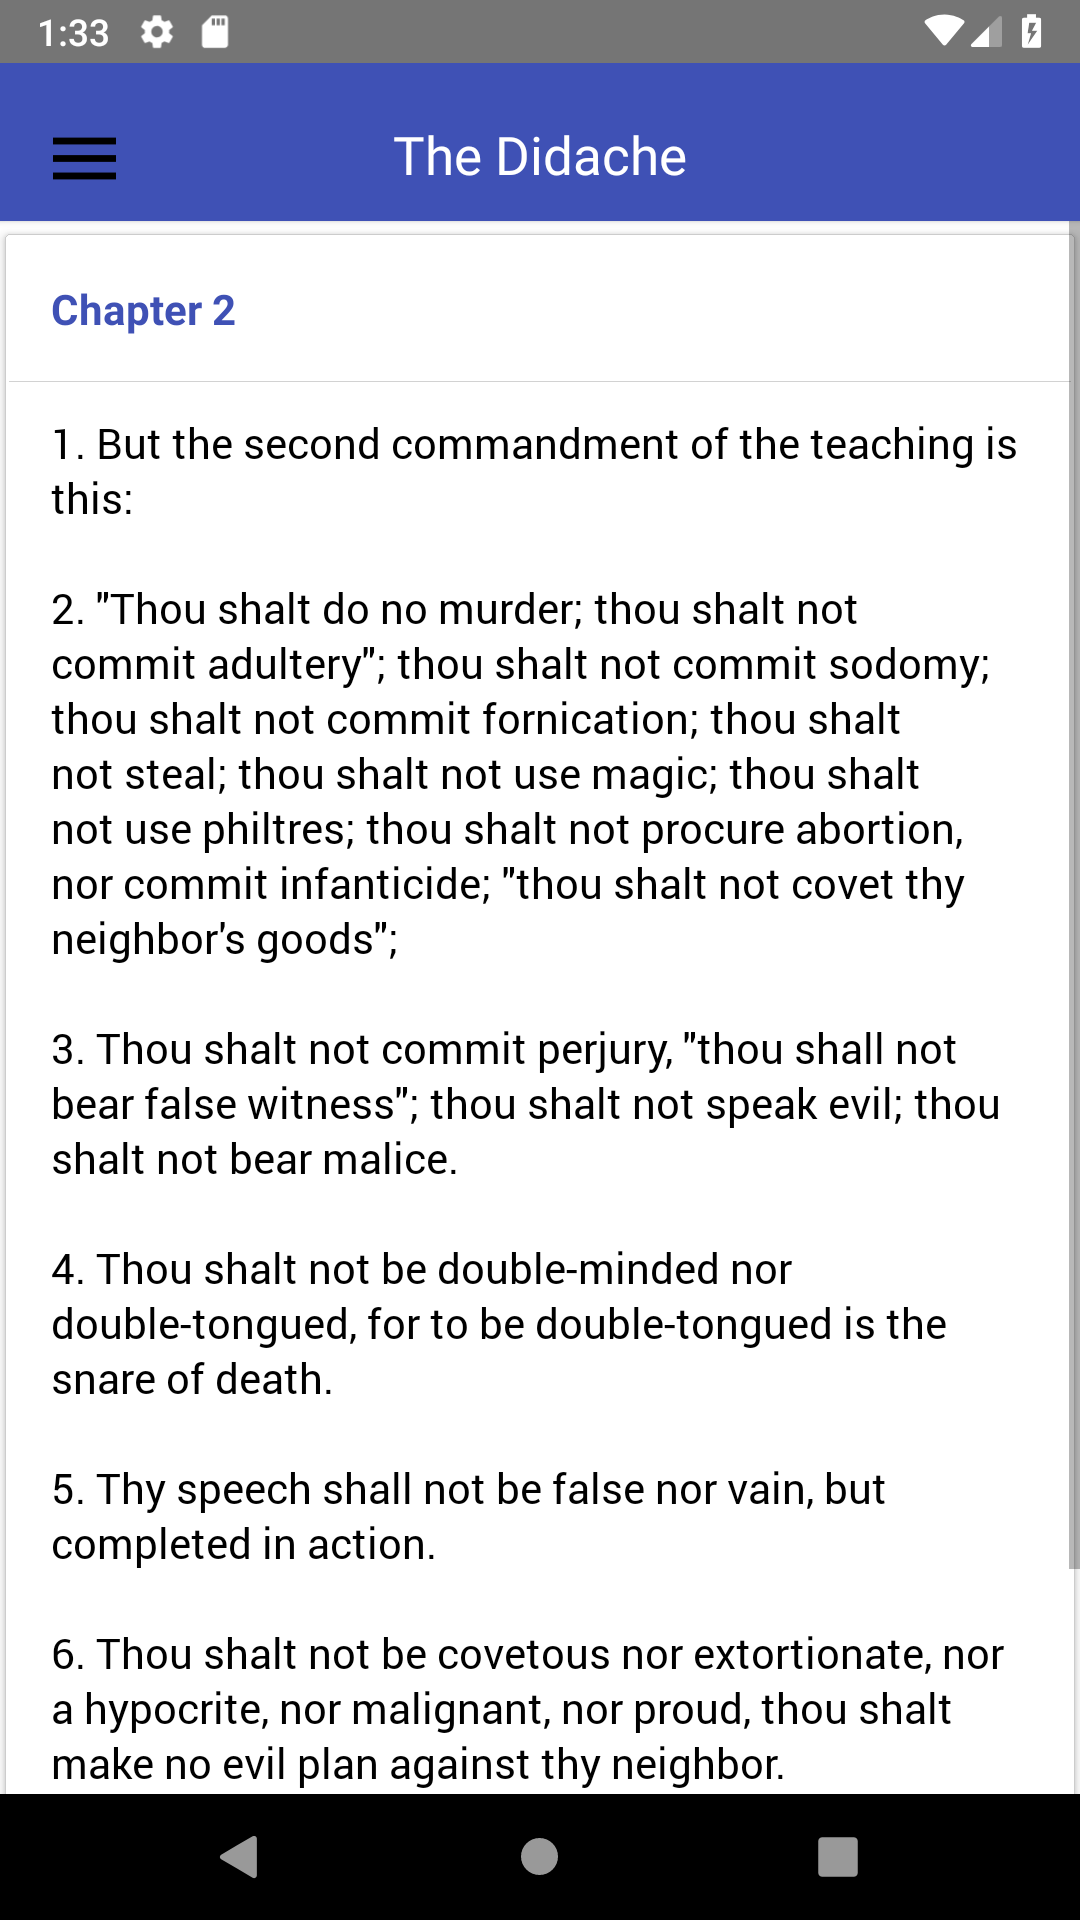 1:33
The Didache
Chapter 2
1. But the second commandment of the teaching is
this:
2. "Thou shalt do no murder; thou shalt not
commit adultery"; thou shalt not commit sodomy;
thou shalt not commit fornication; thou shalt
not steal; thou shalt not use magic; thou shalt
not use philtres; thou shalt not procure abortion,
nor commit infanticide; "thou shalt not covet thy
neighbor's goods";
3. Thou shalt not commit perjury, "thou shall not
bear false witness"; thou shalt not speak evil; thou
shalt not bear malice.
4. Thou shalt not be double-minded nor
double-tongued, for to be double-tongued is the
snare of death.
5. Thy speech shall not be false nor vain, but
completed in action.
6. Thou shalt not be covetous nor extortionate, nor
a hypocrite, nor malignant, nor proud, thou shalt
make no evil plan against thy neighbor.